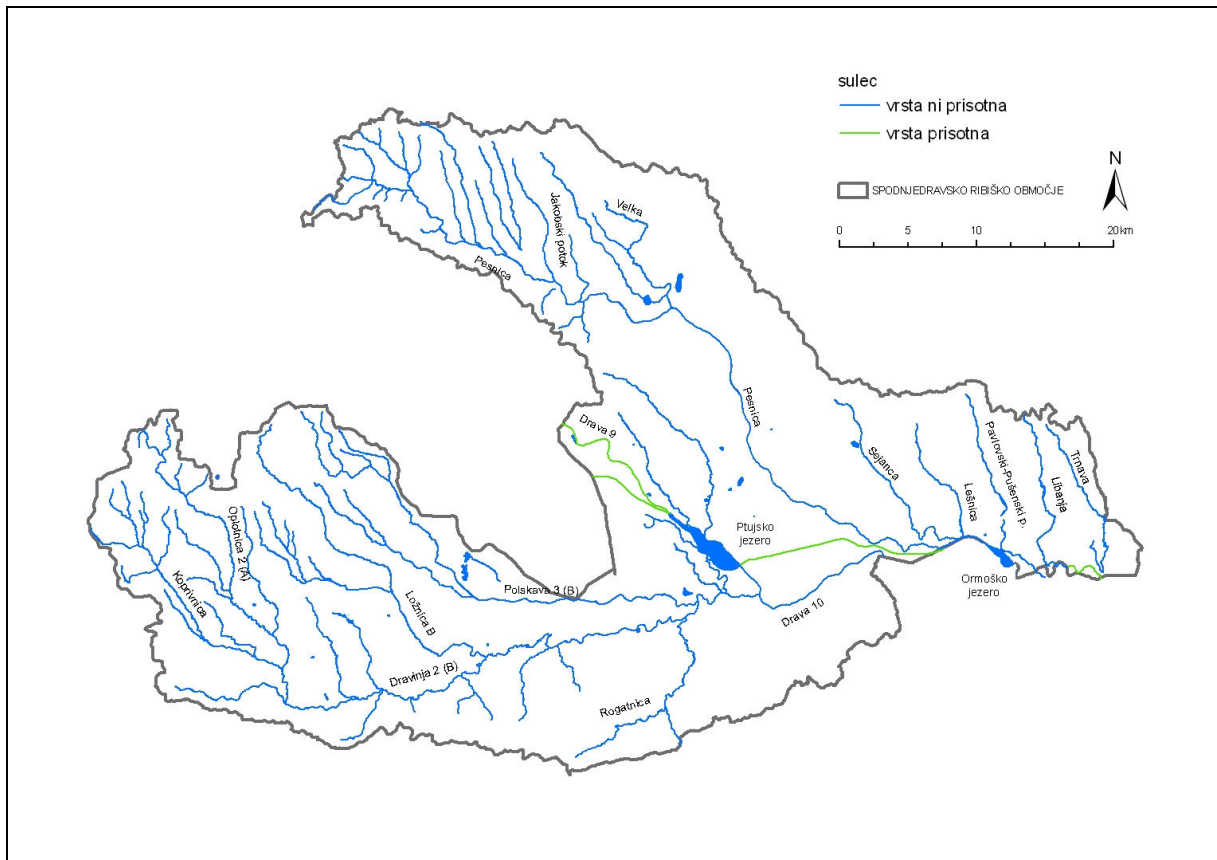 sulec
vrsta ni prisotna
vrsta prisotna
N
SPODNJEDRAVSKO RIBIŠKO OBMOČJE
0 5 10 20 km
Velka
Jakobski potok
Pesnica
Pesnica
Drava 9
Sejanca
Lešnica
Pavlovski-Pušenski P.
Libanja
Trnava
Oplotnica 2 (A)
Ptujsko
jezero
Ormoško
jezero
Koprivnica
Polskava 3 (B)
Ložnica B
Drava 10
Dravinja 2 (B)
Rogatnica